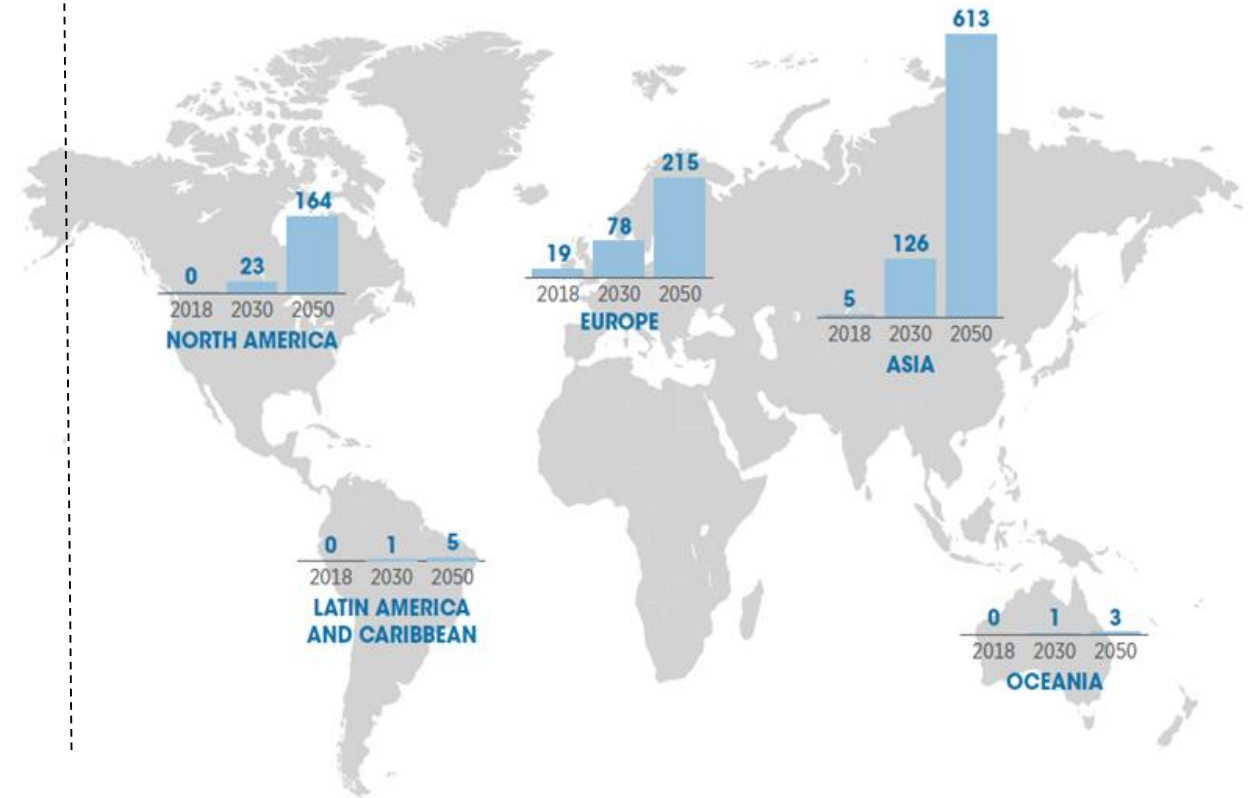 613
215
164
126
78
23
19
0
5
2018 2030 2050
NORTH AMERICA
2018 2030 2050
EUROPE
2018 2030 2050
ASIA
0 1 5
2018 2030 2050
LATIN AMERICA
AND CARIBBEAN
0 1 3
2018 2030 2050
OCEANIA